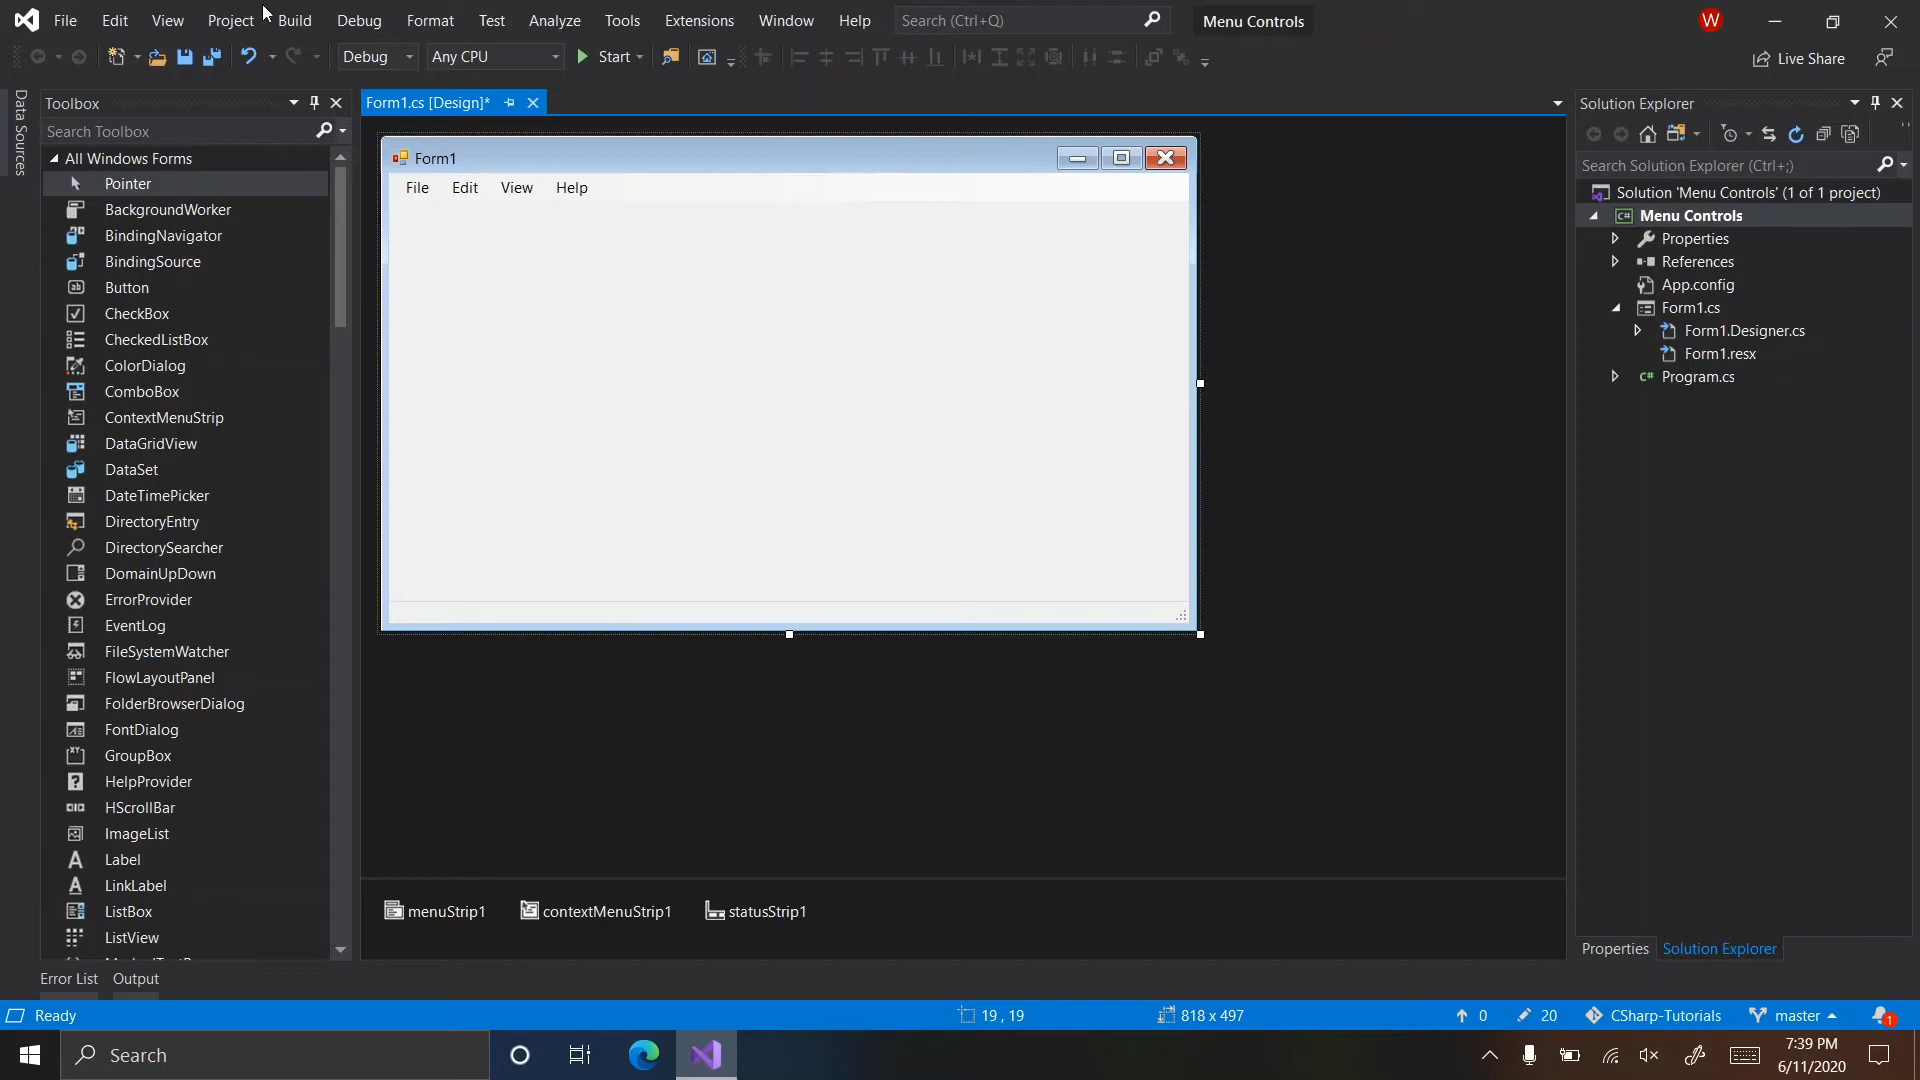 File Edit View Project Build Debug Format Test Analyze Tools Extensions Window Help Search (Ctrl+Q) Menu Controls W
Debug Any CPU Start Live Share
Data Sources
Toolbox
Search Toolbox
All Windows Forms
Pointer
BackgroundWorker
BindingNavigator
BindingSource
Button
CheckBox
CheckedListBox
ColorDialog
ComboBox
ContextMenuStrip
DataGridView
DataSet
DateTimePicker
DirectoryEntry
DirectorySearcher
DomainUpDown
ErrorProvider
EventLog
FileSystemWatcher
FlowLayoutPanel
FolderBrowserDialog
FontDialog
GroupBox
HelpProvider
HScrollBar
ImageList
Label
LinkLabel
ListBox
ListView
Form1.cs [Design]*
Form1
File Edit View Help
menuStrip1 contextMenuStrip1 statusStrip1
Solution Explorer
Search Solution Explorer (Ctrl+;)
Solution 'Menu Controls' (1 of 1 project)
Menu Controls
Properties
References
App.config
Form1.cs
Form1.Designer.cs
Form1.resx
Program.cs
Properties Solution Explorer
Error List Output
Ready 19 , 19 818 x 497 0 20 CSharp-Tutorials master 1
Search 7:39 PM
6/11/2020